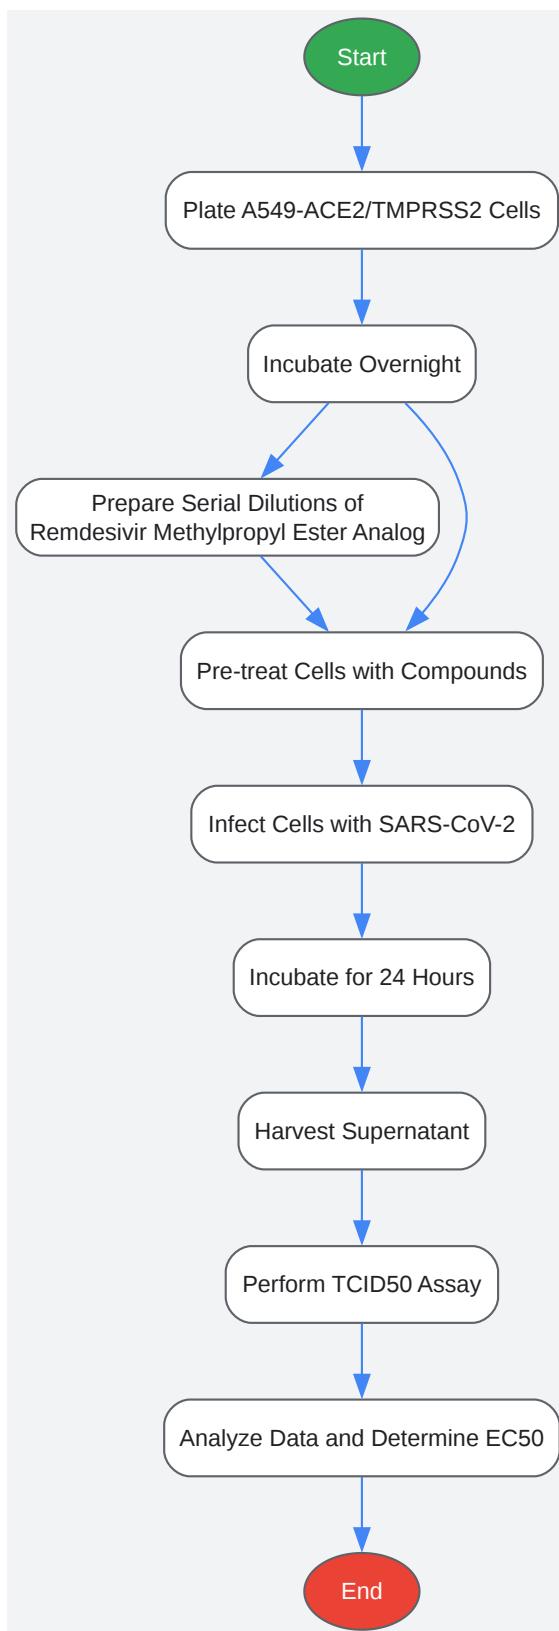 Start
Plate A549-ACE2/TMPRSS2 Cells
Incubate Overnight
Prepare Serial Dilutions of
Remdesivir Methylpropyl Ester Analog
Pre-treat Cells with Compounds
Infect Cells with SARS-CoV-2
Incubate for 24 Hours
Harvest Supernatant
Perform TCID50 Assay
Analyze Data and Determine EC50
End